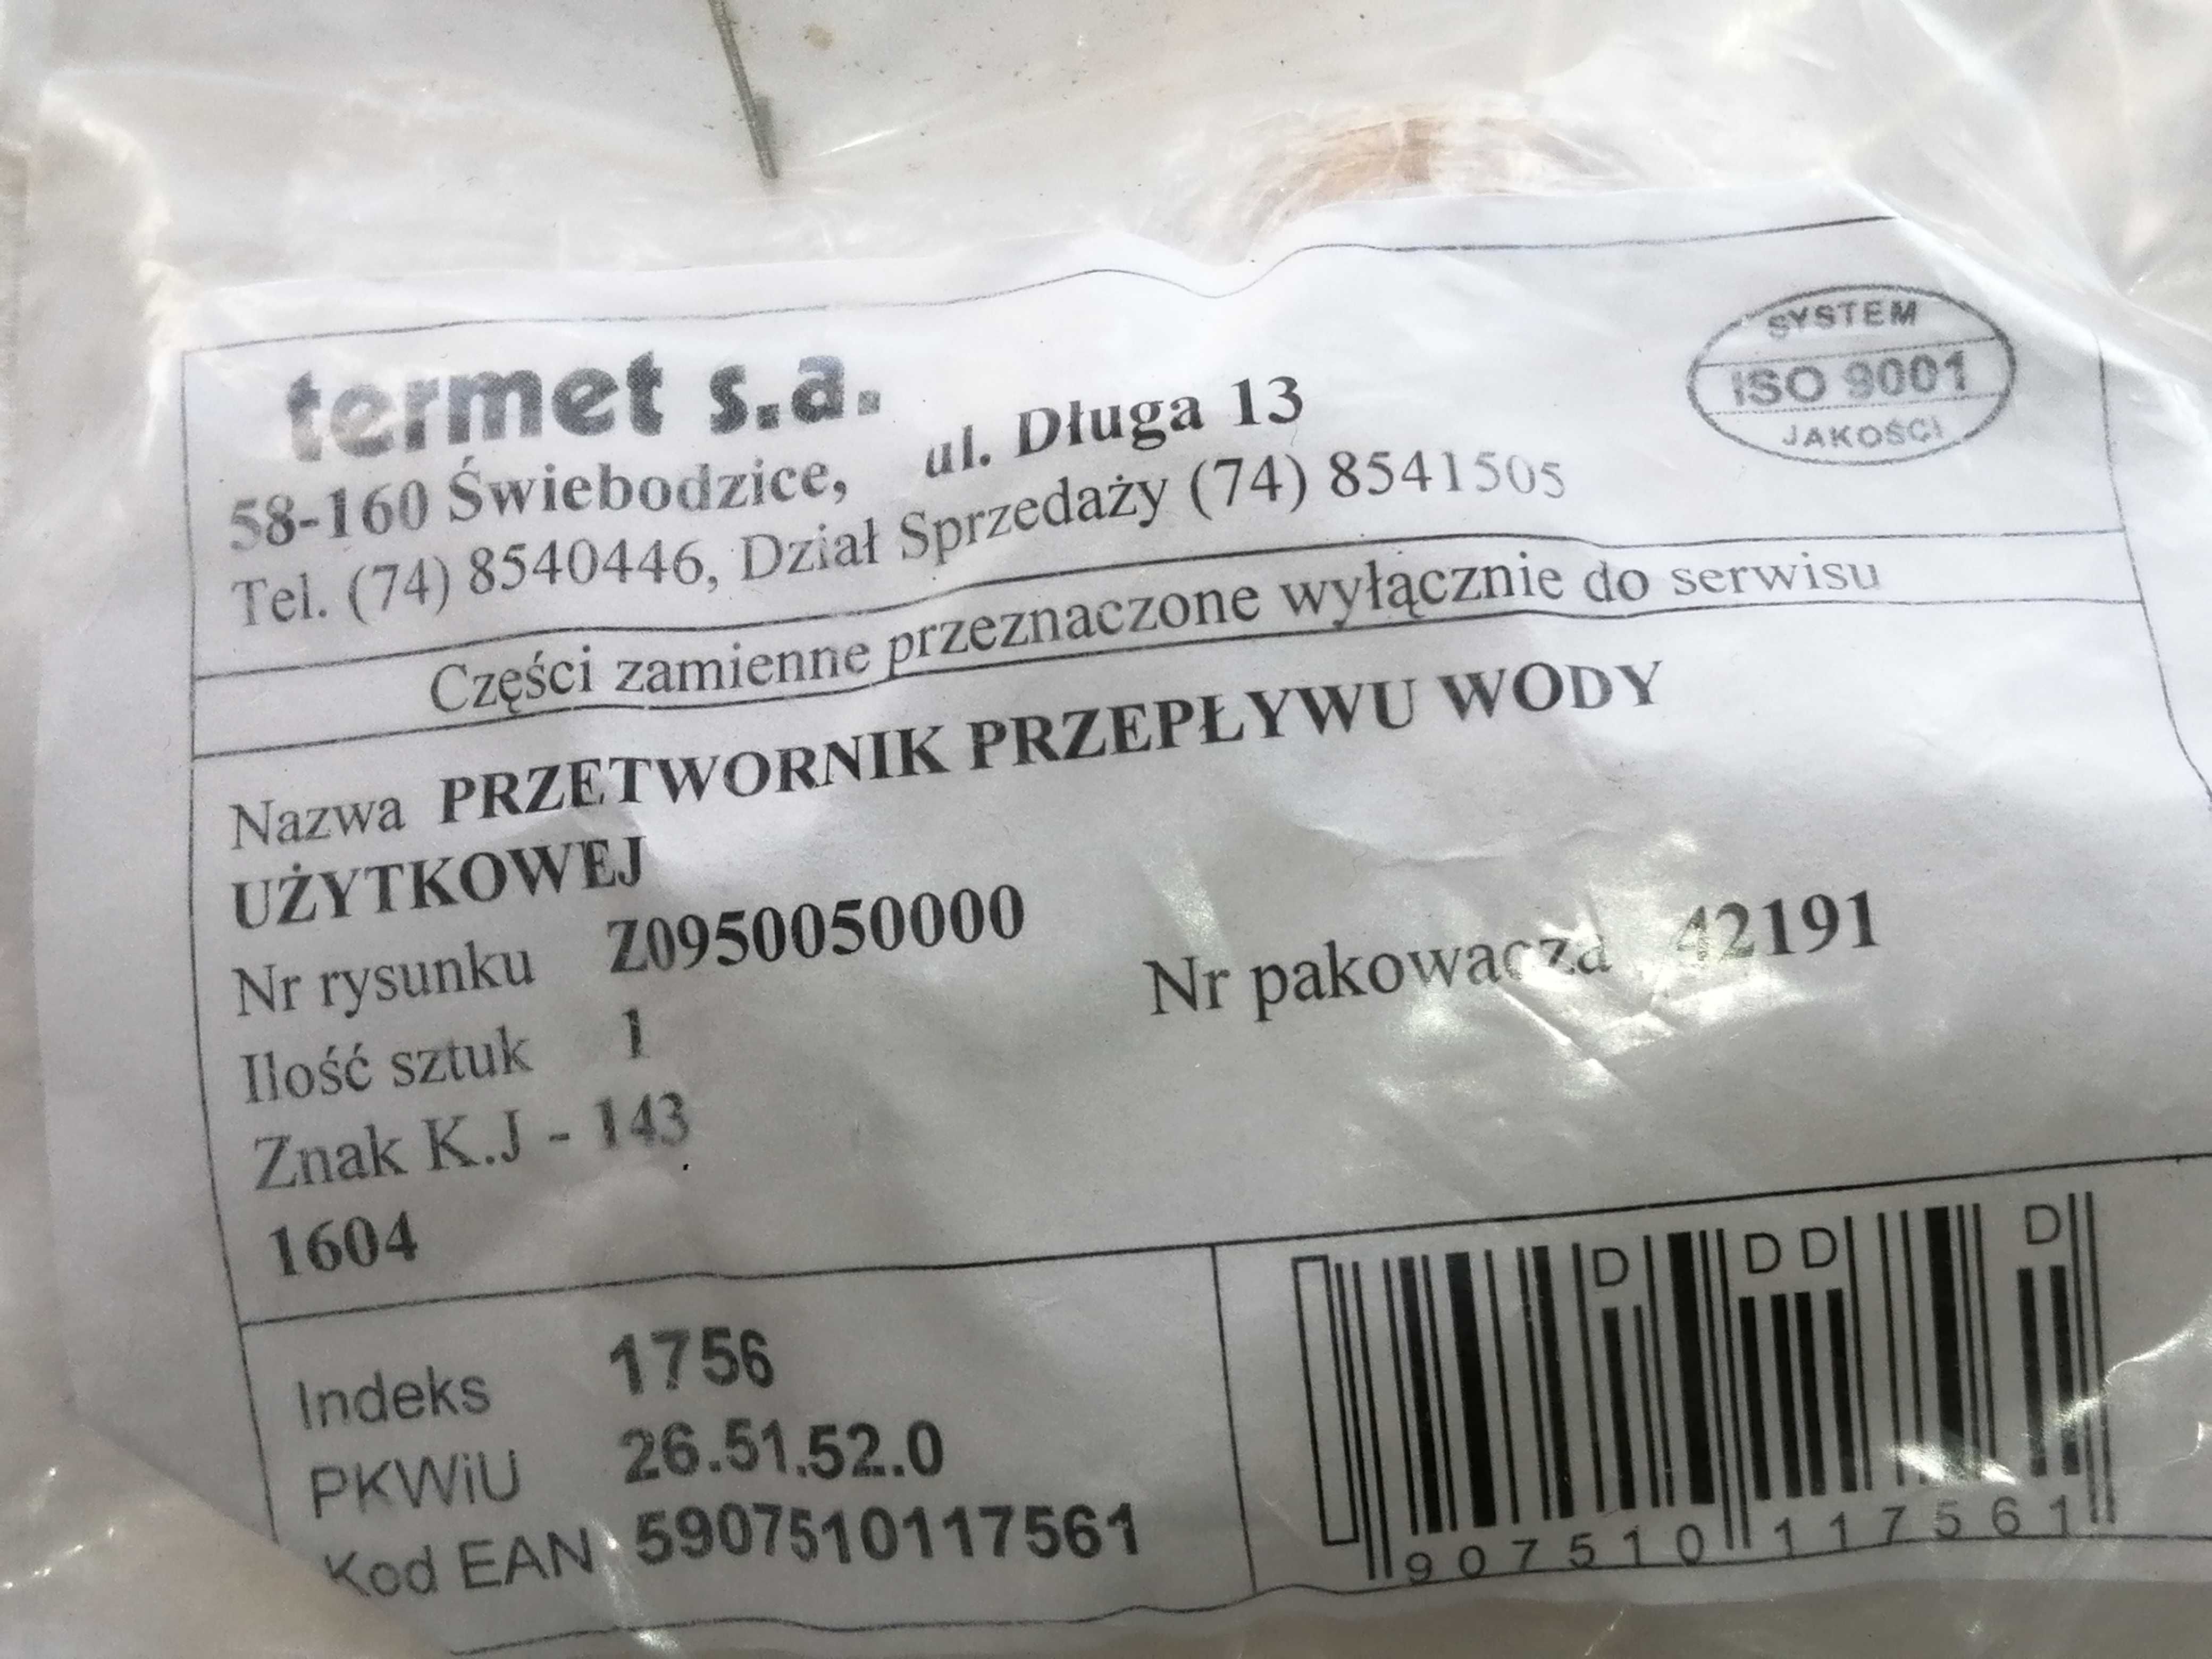 termet s.a.
58-160 Świebodzice, ul. Długa 13
Tel. (74) 8540446, Dział Sprzedaży (74) 8541505
SYSTEM
ISO 9001
JAKOŚCI
Części zamienne przeznaczone wyłącznie do serwisu
Nazwa PRZETWORNIK PRZEPŁYWU WODY
UŻYTKOWEJ
Nr rysunku Z0950050000
Nr pakowacza 42191
Ilość sztuk 1
Znak K.J - 143
1604
Indeks 1756
PKWiU 26.51.52.0
Kod EAN 5907510117561
D D D D
907510 117561